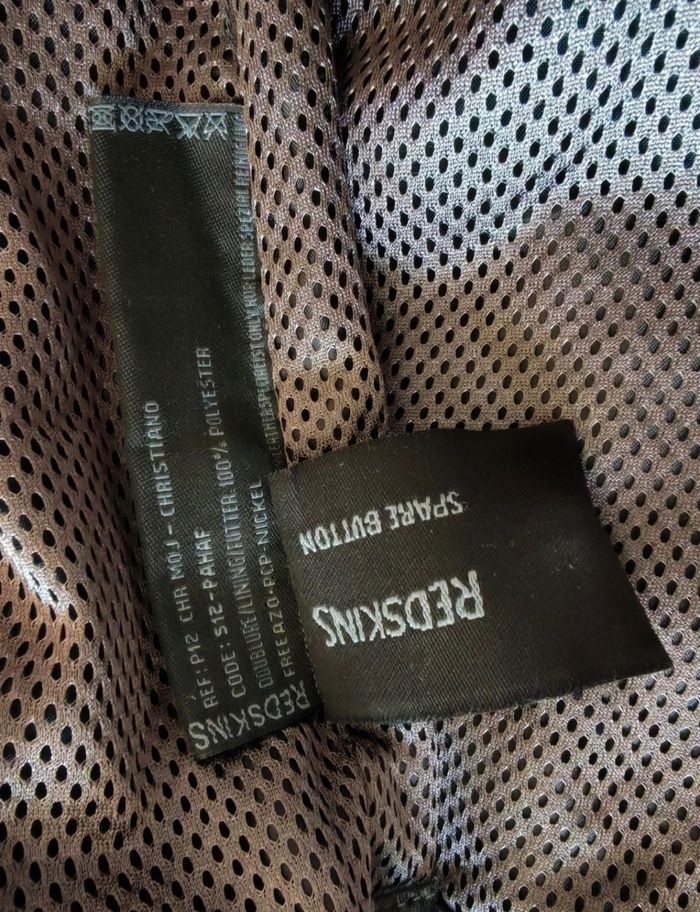 REDSKINS
REF: P12 CHR MOJ - CHRISTIANO
CODE: S12-PAHAF
DOUBLURE/LINING/FUTTER: 100% POLYESTER
FREE AZO-PCP-NICKEL
REDSKINS
SPARE BUTTON